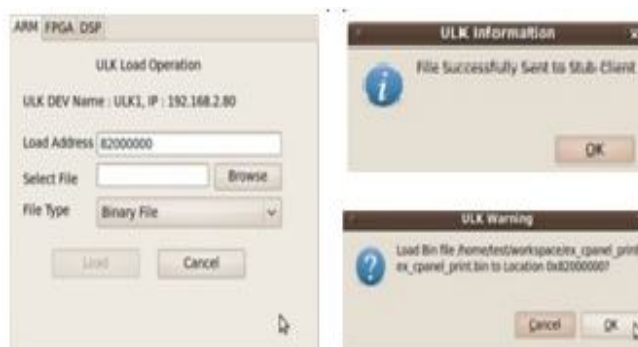 ARM FPGA DSP
ULK Load Operation
ULK DEV Name : ULK1, IP : 192.168.2.80
Load Address 82000000
Select File Browse
File Type Binary File
Load Cancel
ULK Information
File Successfully Sent to Stub-Client
OK
ULK Warning
Load Bin file /home/test/workspace/ex_cpanel_print
ex_cpanel_print.bin to Location 0x82000000?
Cancel OK